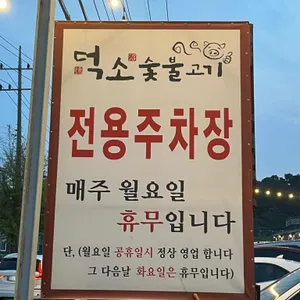 덕소숯불고기
전용주차장
매주 월요일
휴무입니다
단, (월요일 공휴일시 정상 영업 합니다
그 다음날 화요일은 휴무입니다)